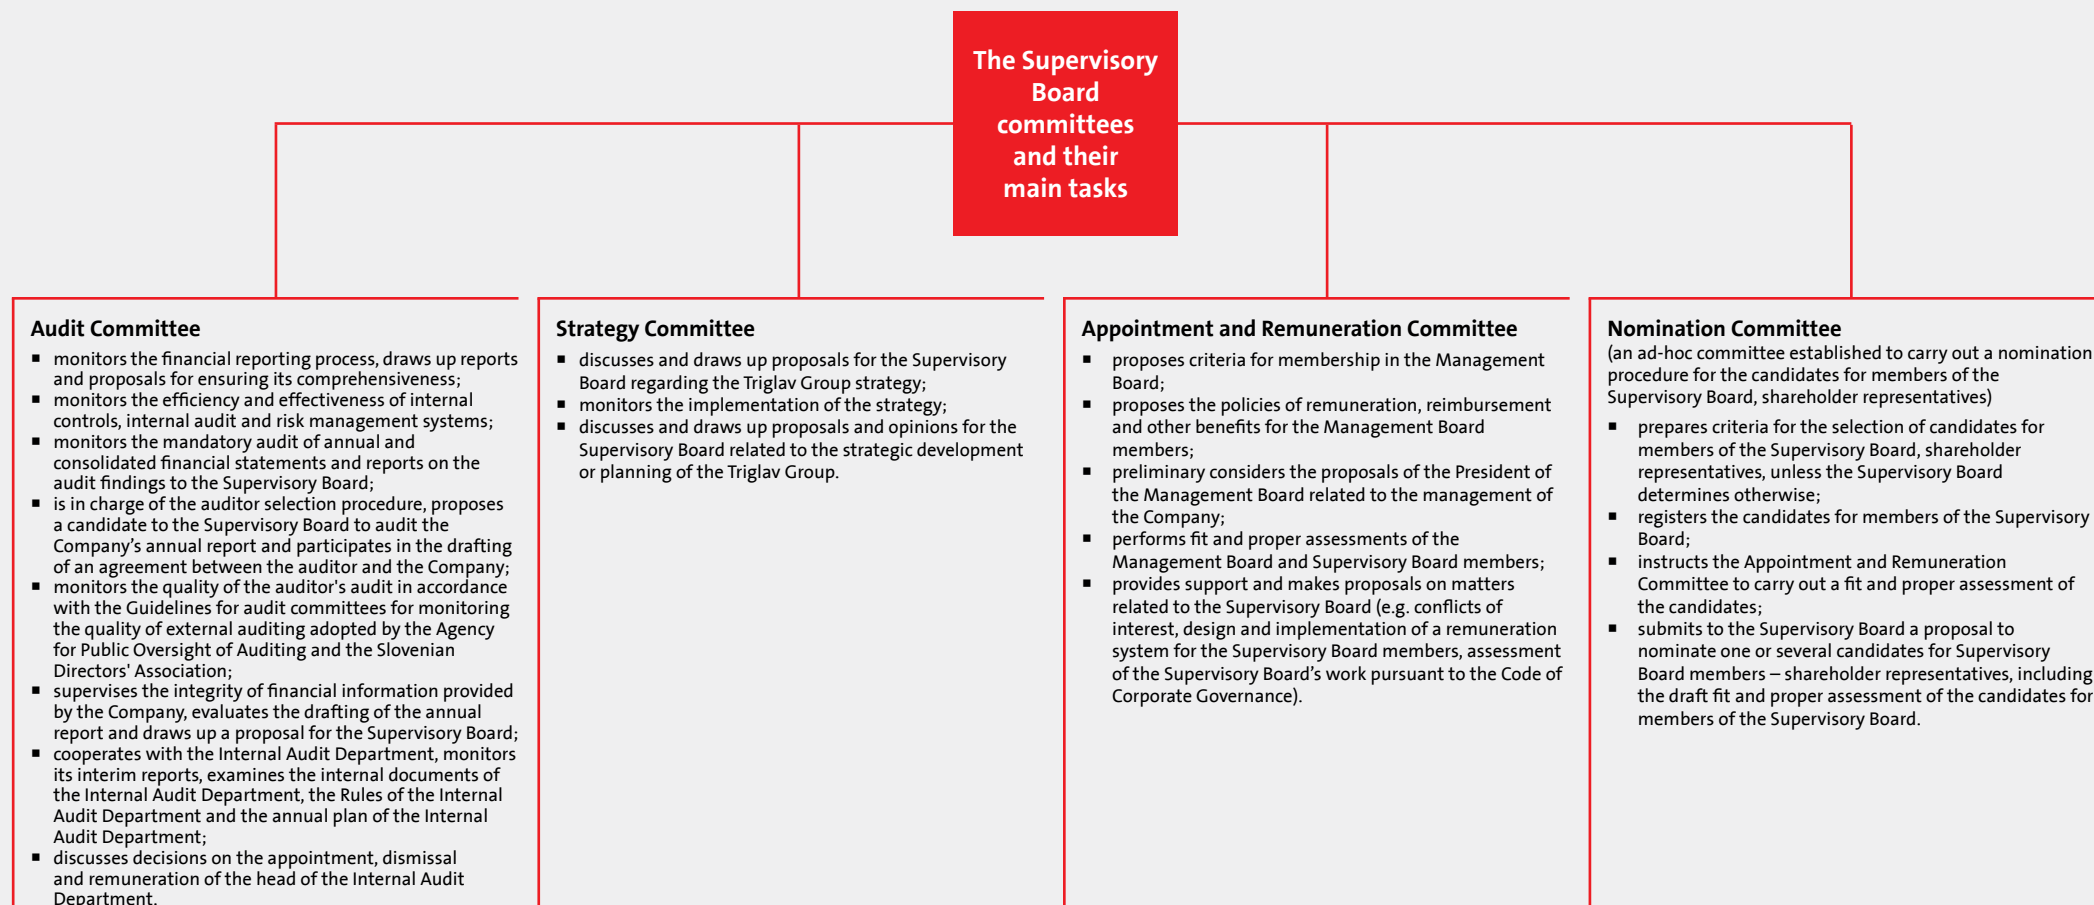 The Supervisory
Board
committees
and their
main tasks
Audit Committee
▪ monitors the financial reporting process, draws up reports
and proposals for ensuring its comprehensiveness;
▪ monitors the efficiency and effectiveness of internal
controls, internal audit and risk management systems;
▪ monitors the mandatory audit of annual and
consolidated financial statements and reports on the
audit findings to the Supervisory Board;
▪ is in charge of the auditor selection procedure, proposes
a candidate to the Supervisory Board to audit the
Company’s annual report and participates in the drafting
of an agreement between the auditor and the Company;
▪ monitors the quality of the auditor's audit in accordance
with the Guidelines for audit committees for monitoring
the quality of external auditing adopted by the Agency
for Public Oversight of Auditing and the Slovenian
Directors' Association;
▪ supervises the integrity of financial information provided
by the Company, evaluates the drafting of the annual
report and draws up a proposal for the Supervisory Board;
▪ cooperates with the Internal Audit Department, monitors
its interim reports, examines the internal documents of
the Internal Audit Department, the Rules of the Internal
Audit Department and the annual plan of the Internal
Audit Department;
▪ discusses decisions on the appointment, dismissal
and remuneration of the head of the Internal Audit
Department.
Strategy Committee
▪ discusses and draws up proposals for the Supervisory
Board regarding the Triglav Group strategy;
▪ monitors the implementation of the strategy;
▪ discusses and draws up proposals and opinions for the
Supervisory Board related to the strategic development
or planning of the Triglav Group.
Appointment and Remuneration Committee
▪ proposes criteria for membership in the Management
Board;
▪ proposes the policies of remuneration, reimbursement
and other benefits for the Management Board
members;
▪ preliminary considers the proposals of the President of
the Management Board related to the management of
the Company;
▪ performs fit and proper assessments of the
Management Board and Supervisory Board members;
▪ provides support and makes proposals on matters
related to the Supervisory Board (e.g. conflicts of
interest, design and implementation of a remuneration
system for the Supervisory Board members, assessment
of the Supervisory Board’s work pursuant to the Code of
Corporate Governance).
Nomination Committee
(an ad-hoc committee established to carry out a nomination
procedure for the candidates for members of the
Supervisory Board, shareholder representatives)
▪ prepares criteria for the selection of candidates for
members of the Supervisory Board, shareholder
representatives, unless the Supervisory Board
determines otherwise;
▪ registers the candidates for members of the Supervisory
Board;
▪ instructs the Appointment and Remuneration
Committee to carry out a fit and proper assessment of
the candidates;
▪ submits to the Supervisory Board a proposal to
nominate one or several candidates for Supervisory
Board members – shareholder representatives, including
the draft fit and proper assessment of the candidates for
members of the Supervisory Board.